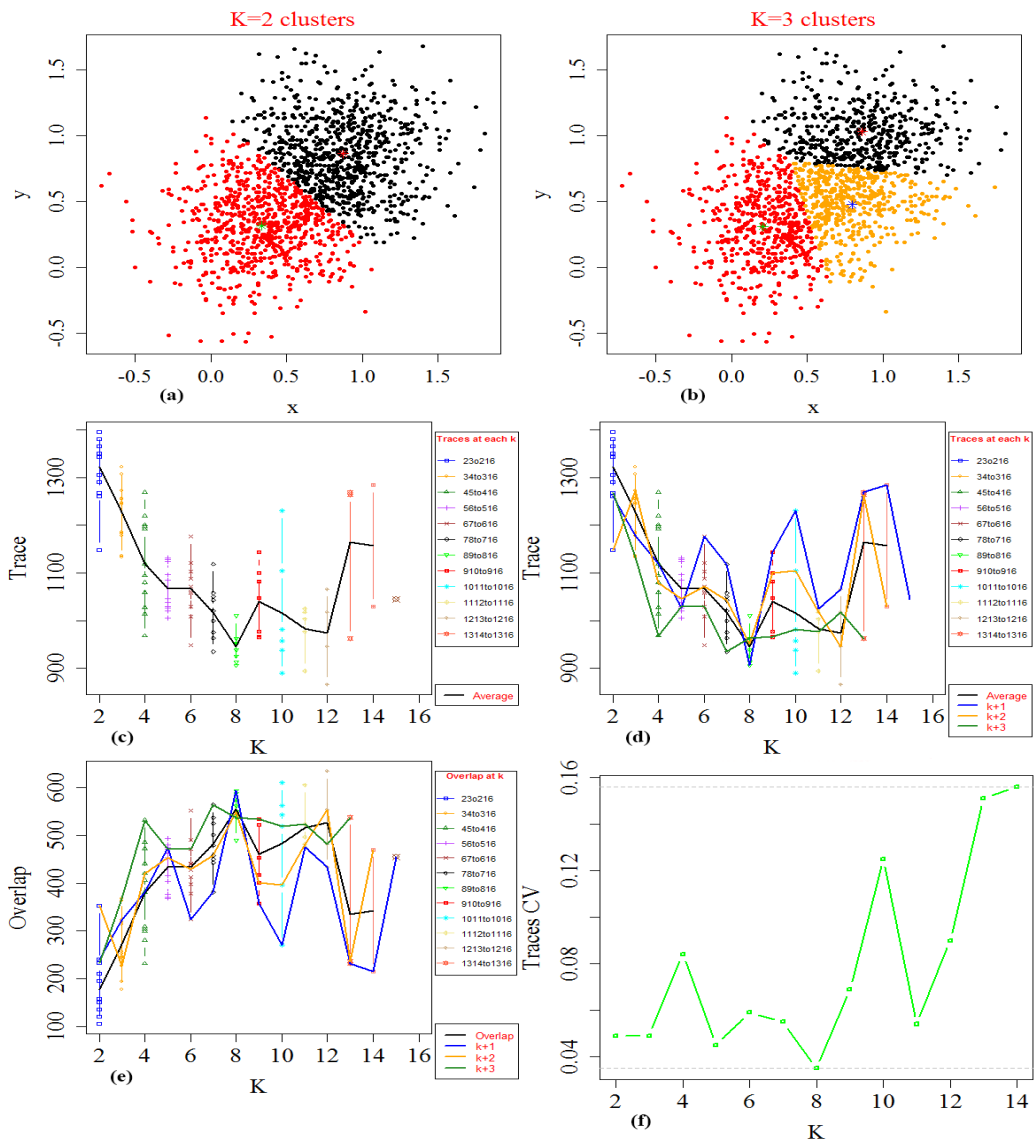 K=2 clusters
y
1.5
1.0
0.5
0.0
-0.5
-0.5 0.0 0.5 1.0 1.5
(a)
x
K=3 clusters
y
1.5
1.0
0.5
0.0
-0.5
-0.5 0.0 0.5 1.0 1.5
(b)
x
Trace
1300
1100
900
2 4 6 8 10 12 14 16
(c)
K
Traces at each k
23o216
34to316
45to416
56to516
67to616
78to716
89to816
910to916
1011to1016
1112to1116
1213to1216
1314to1316
Average
Trace
1300
1100
900
2 4 6 8 10 12 14 16
(d)
K
Traces at each k
23o216
34to316
45to416
56to516
67to616
78to716
89to816
910to916
1011to1016
1112to1116
1213to1216
1314to1316
Average
k+1
k+2
k+3
Overlap
600
500
400
300
200
100
2 4 6 8 10 12 14 16
(e)
K
Overlap at k
23o216
34to316
45to416
56to516
67to616
78to716
89to816
910to916
1011to1016
1112to1116
1213to1216
1314to1316
Overlap
k+1
k+2
k+3
Traces CV
0.16
0.12
0.08
0.04
2 4 6 8 10 12 14
K
(f)